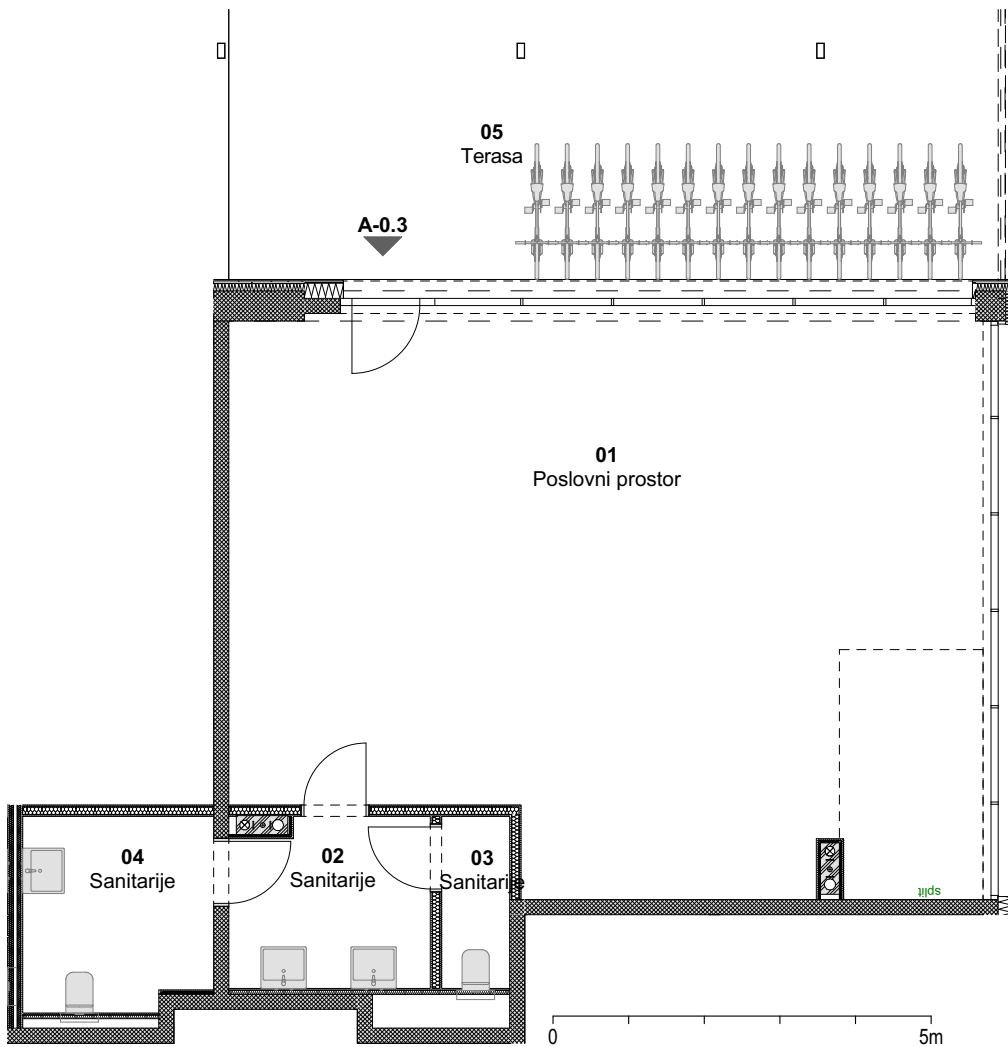 05
Terasa
A-0.3
01
Poslovni prostor
04
Sanitarije
02
Sanitarije
03
Sanitarije
split
0
5m